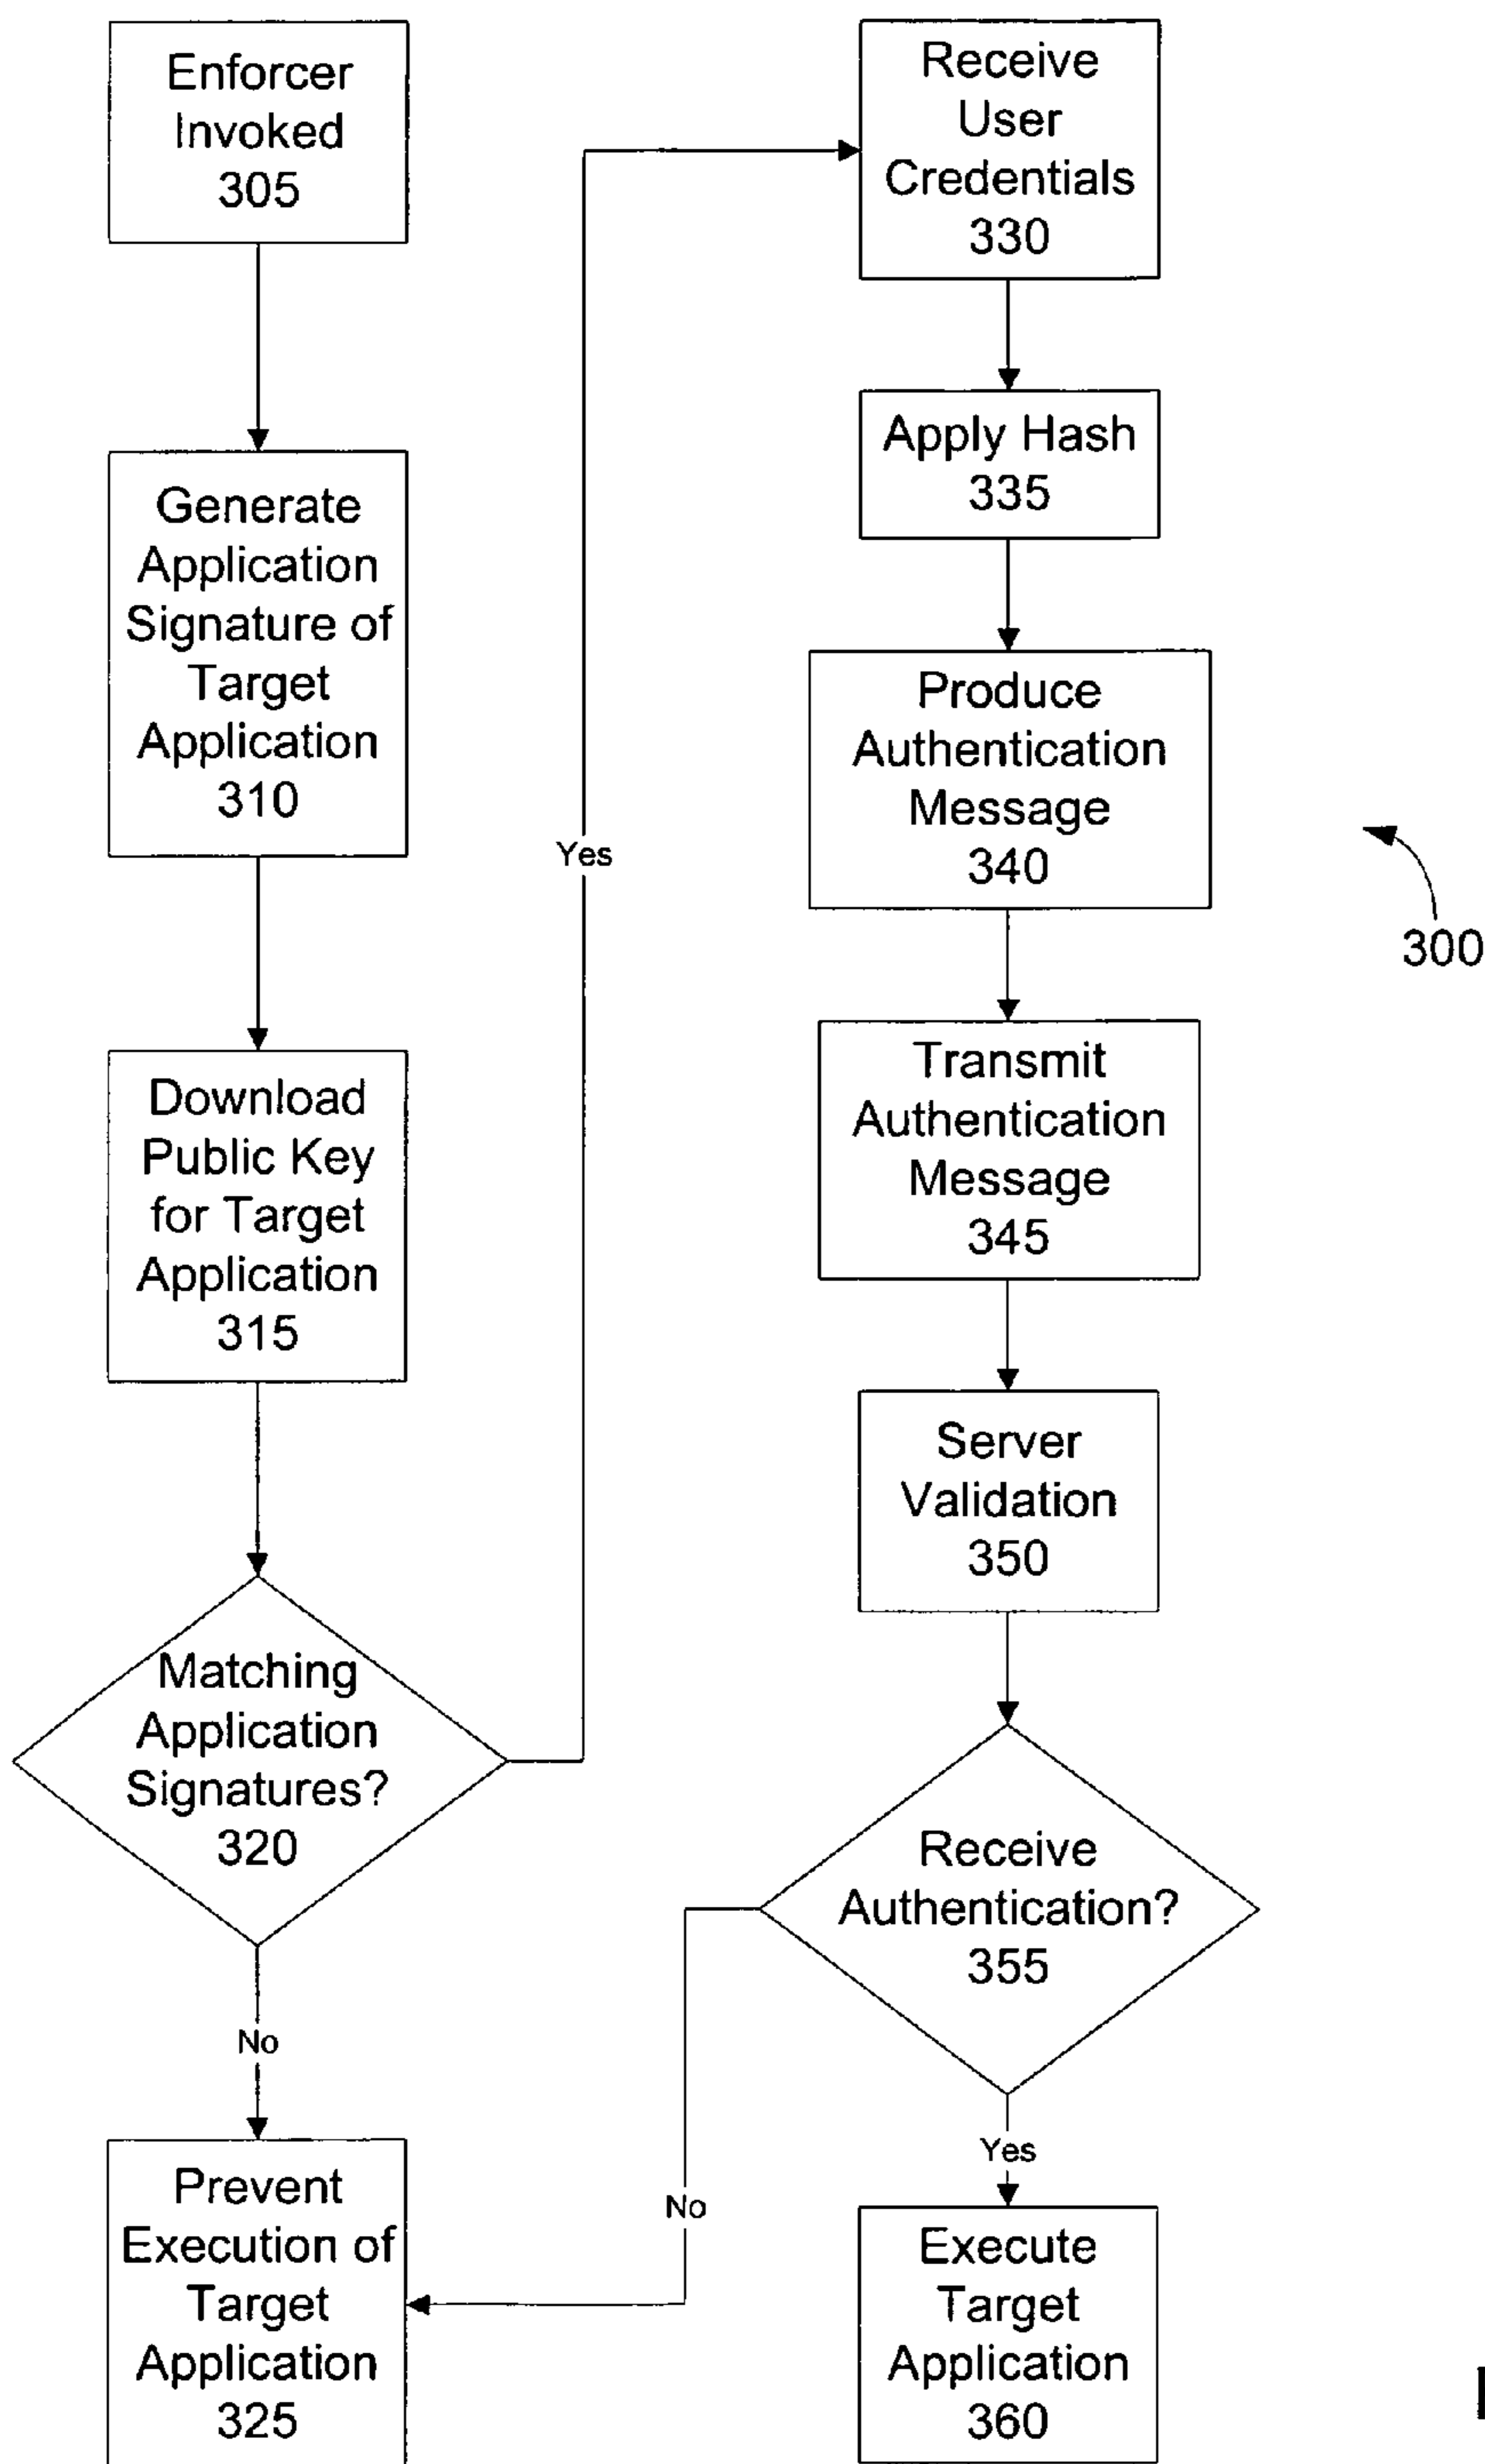 Enforcer
Invoked
305
Generate
Application
Signature of
Target
Application
310
Download
Public Key
for Target
Application
315
Matching
Application
Signatures?
320
No
Prevent
Execution of
Target
Application
325
Yes
Receive
User
Credentials
330
Apply Hash
335
Produce
Authentication
Message
340
Transmit
Authentication
Message
345
Server
Validation
350
Receive
Authentication?
355
No
Yes
Execute
Target
Application
360
300